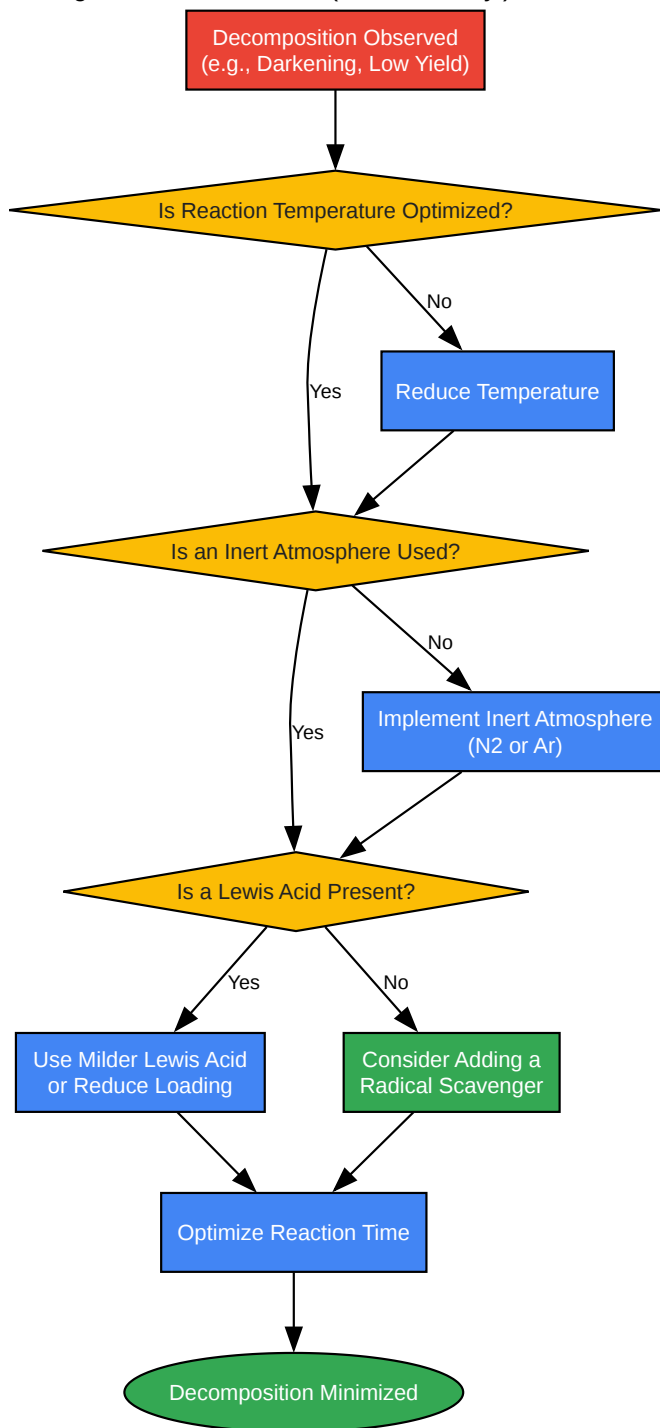 Decomposition Observed
(e.g., Darkening, Low Yield)
Is Reaction Temperature Optimized?
No
Reduce Temperature
Yes
Is an Inert Atmosphere Used?
No
Implement Inert Atmosphere
(N2 or Ar)
Yes
Is a Lewis Acid Present?
Yes
No
Use Milder Lewis Acid
or Reduce Loading
Consider Adding a
Radical Scavenger
Optimize Reaction Time
Decomposition Minimized